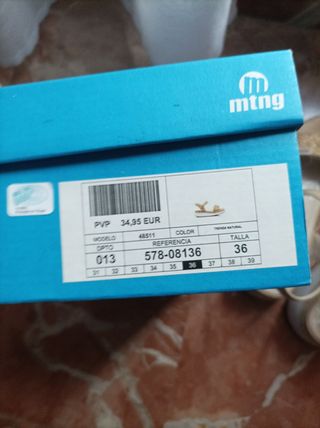 mtng
PVP 34,95 EUR
MODELO 48511 COLOR TRENZA NATURAL
DPTO REFERENCIA TALLA
013 578-08136 36
31 32 33 34 35 36 37 38 39